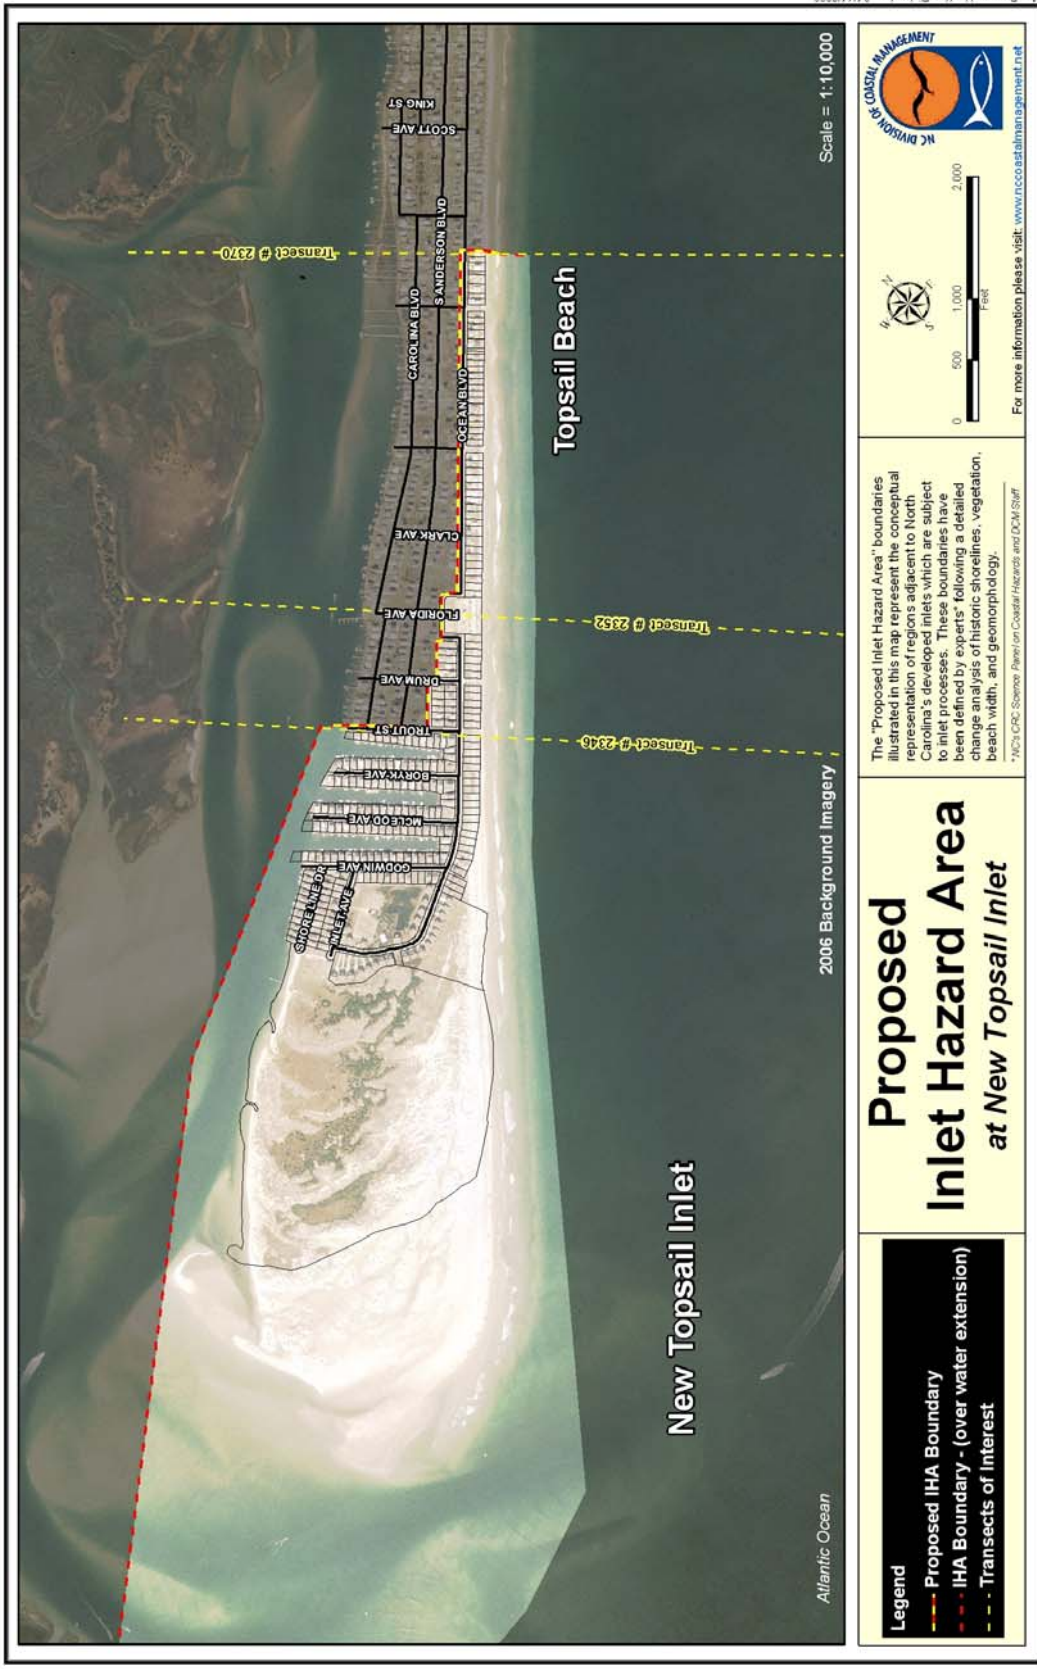 KING ST
SCOTT AVE
Transect # 2370
S ANDERSON BLVD
CAROLINA BLVD
OCEAN BLVD
CLARK AVE
FLORIDA AVE
Transect # 2352
DRUM AVE
TROUT ST
Transect # 2346
BORYK AVE
MCLEOD AVE
GODWIN AVE
SHORE LINE DR
INLET AVE
Topsail Beach
New Topsail Inlet
Atlantic Ocean
2006 Background Imagery
Scale = 1:10,000
Legend
Proposed IHA Boundary
IHA Boundary - (over water extension)
Transects of Interest
Proposed
Inlet Hazard Area
at New Topsail Inlet
The "Proposed Inlet Hazard Area" boundaries
illustrated in this map represent the conceptual
representation of regions adjacent to North
Carolina's developed inlets which are subject
to inlet processes. These boundaries have
been defined by experts* following a detailed
change analysis of historic shorelines, vegetation,
beach width, and geomorphology.
*NC's CRC Science Panel on Coastal Hazards and DCM Staff
0 500 1,000 2,000
Feet
N
E
S
W
NC DIVISION OF COASTAL MANAGEMENT
For more information please visit: www.nccoastalmanagement.net